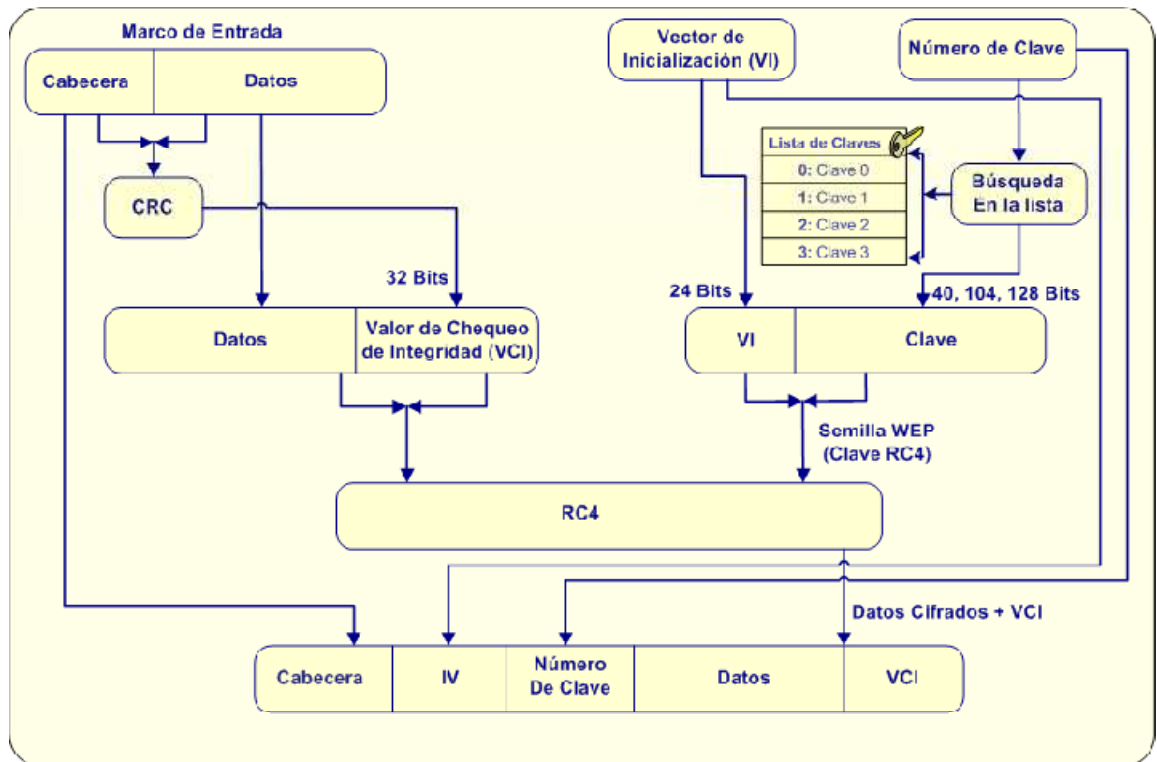 Marco de Entrada
Cabecera
Datos
Vector de
Inicialización (VI)
Número de Clave
Lista de Claves
0: Clave 0
1: Clave 1
2: Clave 2
3: Clave 3
Búsqueda
En la lista
CRC
32 Bits
24 Bits
40, 104, 128 Bits
Datos
Valor de Chequeo
de Integridad (VCI)
VI
Clave
Semilla WEP
(Clave RC4)
RC4
Datos Cifrados + VCI
Cabecera
IV
Número
De Clave
Datos
VCI